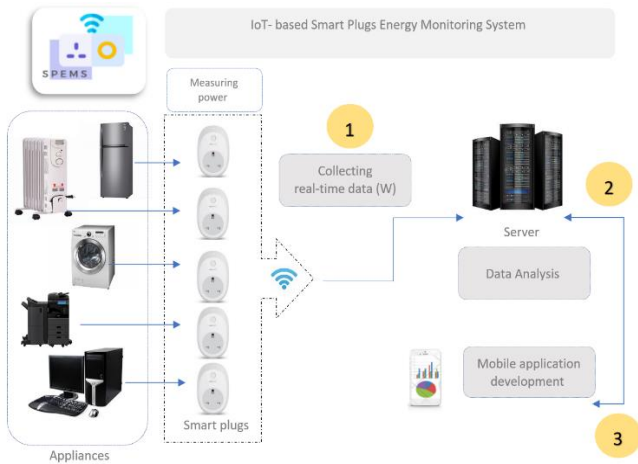 IoT- based Smart Plugs Energy Monitoring System
SPEMS
Measuring
power
1
Collecting
real-time data (W)
2
Server
Data Analysis
Mobile application
development
3
Smart plugs
Appliances